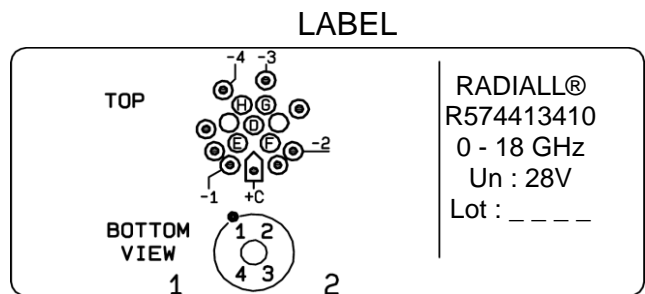 LABEL
-4 -3
TOP
H G
D
E F
-2
-1 +C
BOTTOM
VIEW
1 2
4 3
1 2
RADIALL®
R574413410
0 - 18 GHz
Un : 28V
Lot : _ _ _ _